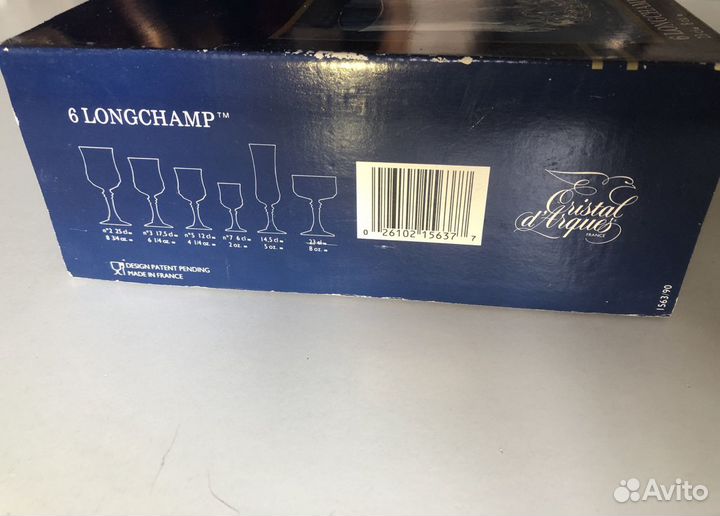 LONGCHAMP
6 LONGCHAMP™
n°2 25 cl = n°3 17,5 cl = n°5 12 cl = n°7 6 cl = 14,5 cl = 23 cl =
8 3/4 oz. = 6 1/4 oz. = 4 1/4 oz. = 2 oz. = 5 oz. = 8 oz. =
DESIGN PATENT PENDING
MADE IN FRANCE
0 26102 15637 7
Cristal
d'Arques
FRANCE
1563/90
Avito